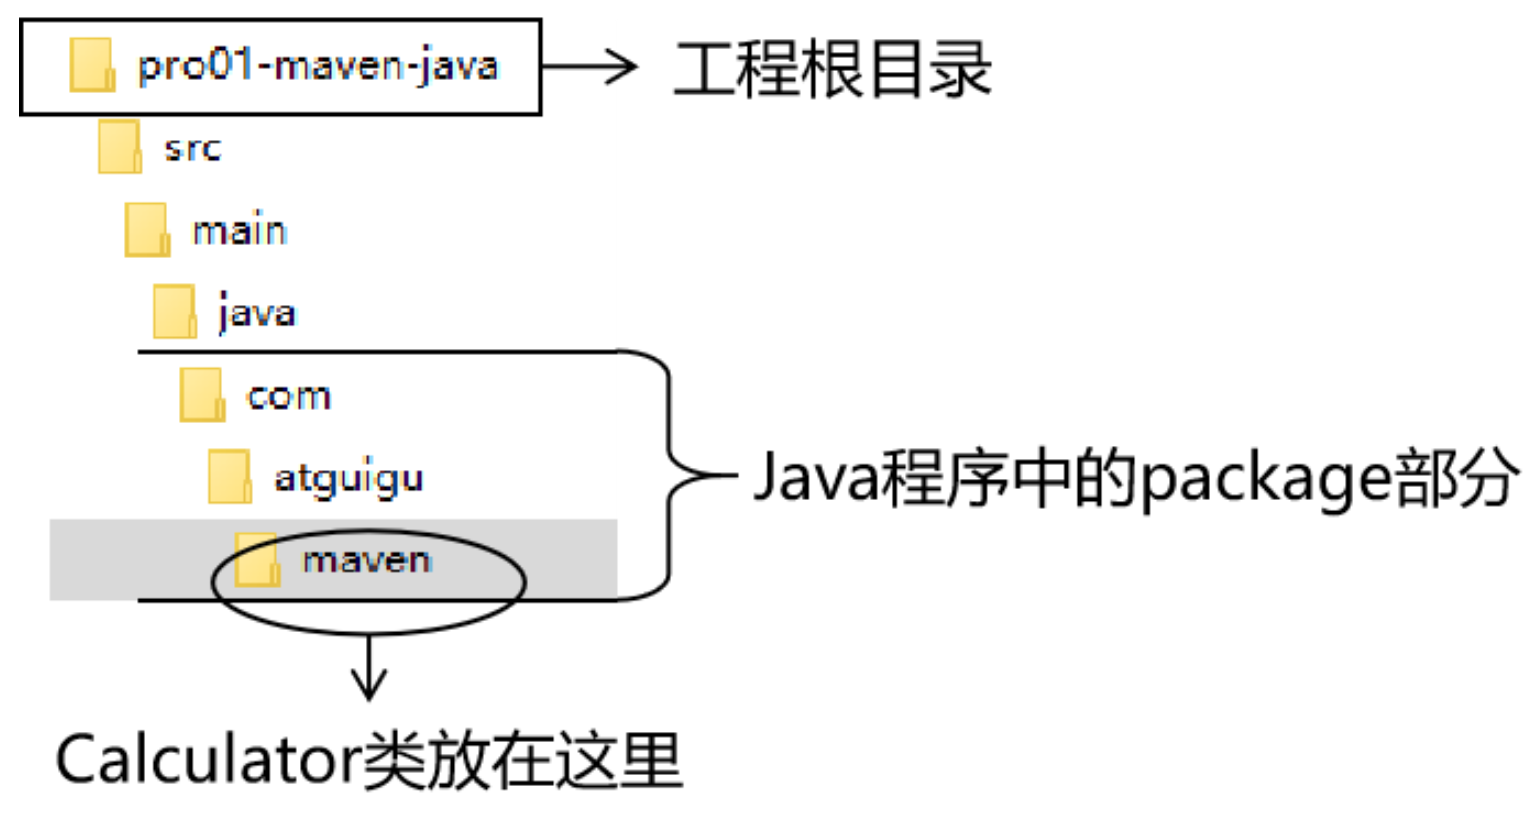 pro01-maven-java 工程根目录
src
main
java
com
atguigu
Java程序中的package部分
maven
Calculator类放在这里